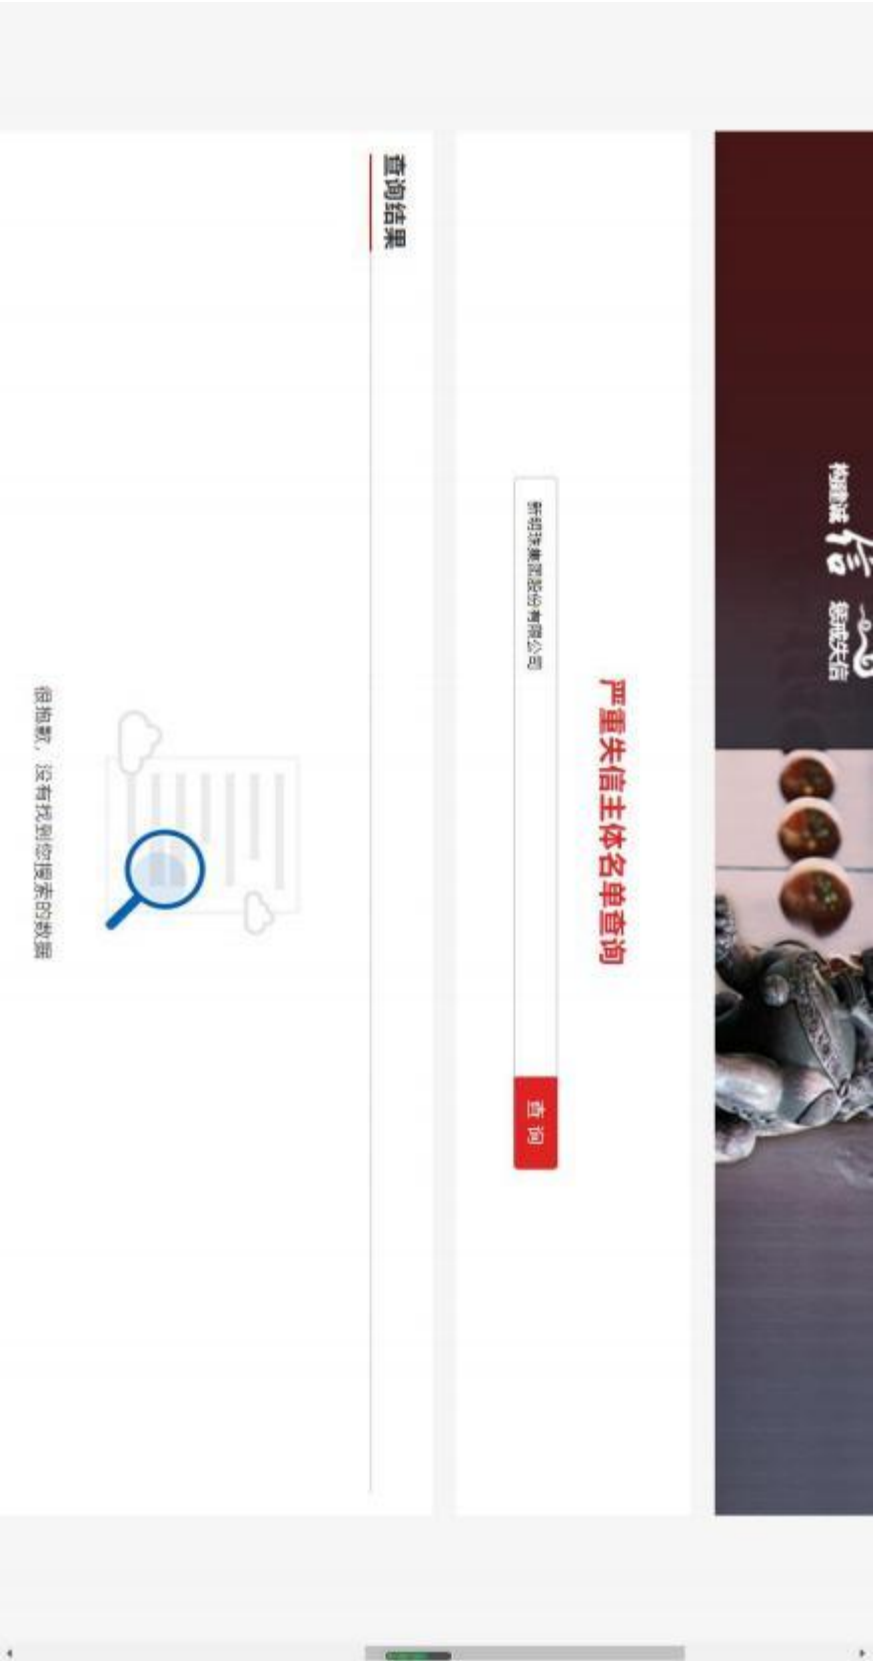 构建诚信 惩戒失信
严重失信主体名单查询
新明珠集团股份有限公司
查询
查询结果
很抱歉，没有找到您搜索的数据